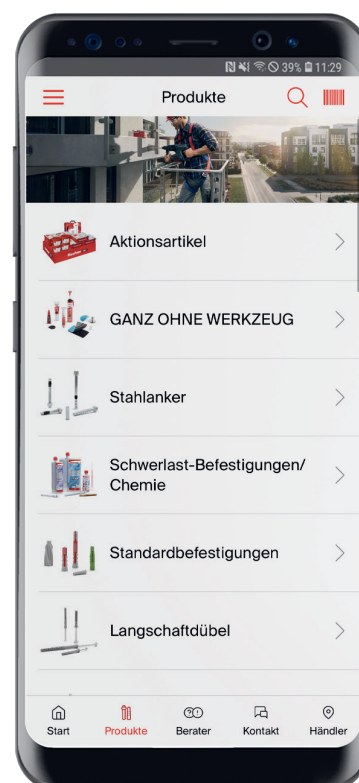 39% 11:29
Produkte
Aktionsartikel
GANZ OHNE WERKZEUG
Stahlanker
Schwerlast-Befestigungen/
Chemie
Standardbefestigungen
Langschaftdübel
Start Produkte Berater Kontakt Händler